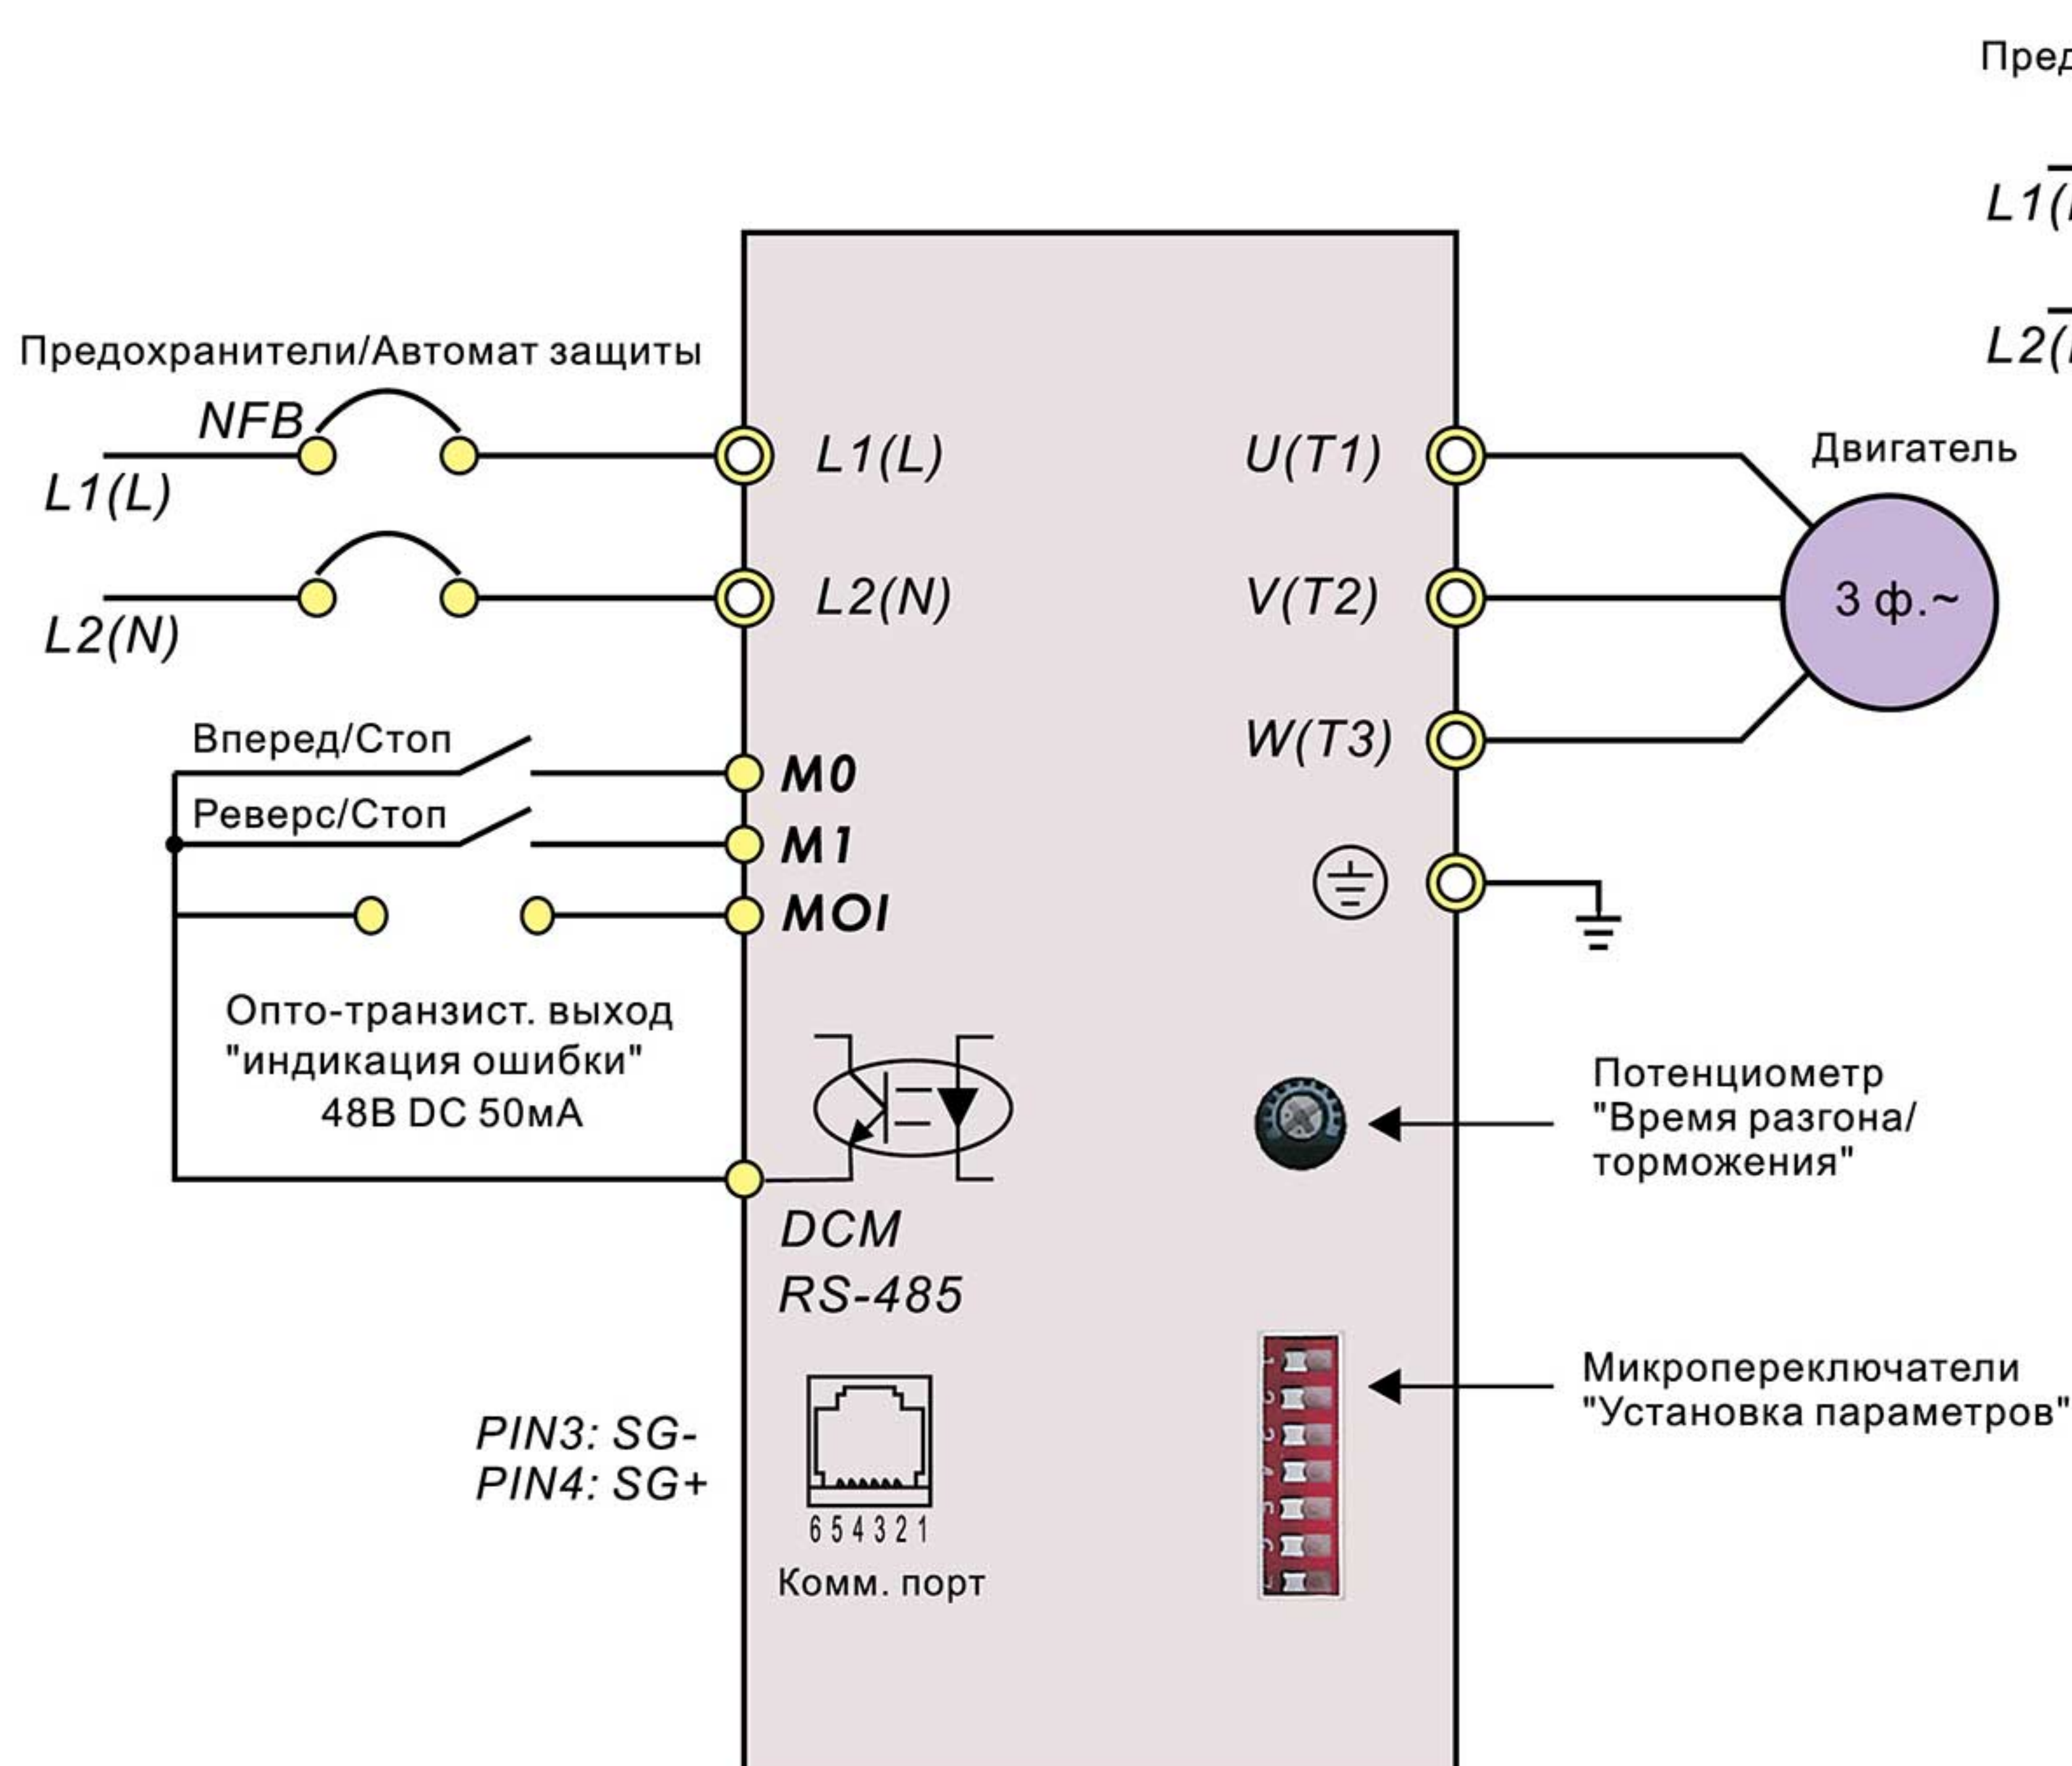 Предохранители/Автомат защиты
NFB
L1(L)
L2(N)
L1(L)
L2(N)
U(T1)
V(T2)
W(T3)
Двигатель
3 ф.~
Вперед/Стоп
Реверс/Стоп
M0
M1
MOI
Опто-транзист. выход
"индикация ошибки"
48В DC 50мА
DCM
RS-485
PIN3: SG-
PIN4: SG+
6 5 4 3 2 1
Комм. порт
Потенциометр
"Время разгона/
торможения"
Микропереключатели
"Установка параметров"
L1(
L2(